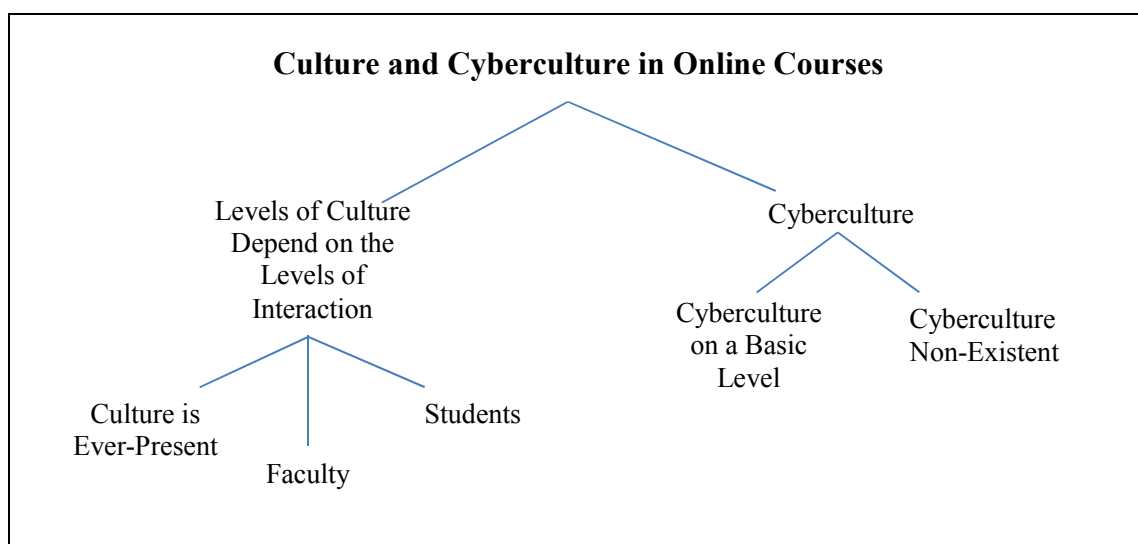 Culture and Cyberculture in Online Courses
Levels of Culture
Depend on the
Levels of
Interaction
Cyberculture
Cyberculture
on a Basic
Level
Cyberculture
Non-Existent
Culture is
Ever-Present
Faculty
Students